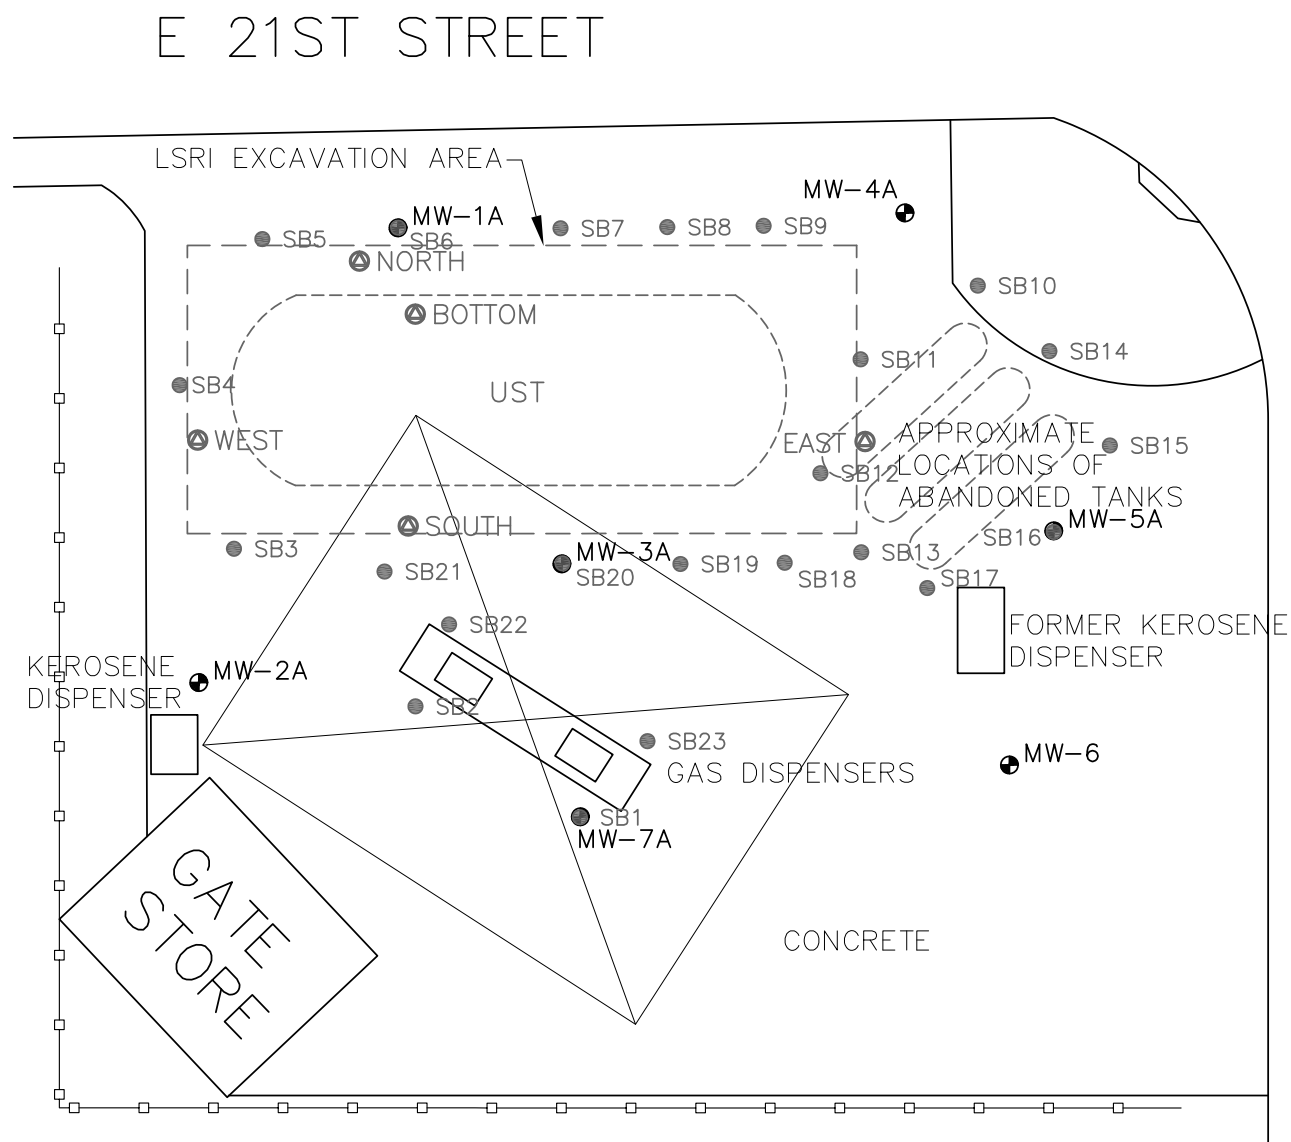 E 21ST STREET
LSRI EXCAVATION AREA
MW-4A
MW-1A
SB5
SB6
SB7
SB8
SB9
NORTH
SB10
BOTTOM
SB14
SB11
SB4
UST
WEST
EAST
APPROXIMATE
LOCATIONS OF
ABANDONED TANKS
SB15
SB12
SOUTH
MW-5A
SB16
SB3
MW-3A
SB20
SB21
SB19
SB18
SB13
SB17
SB22
FORMER KEROSENE
DISPENSER
KEROSENE
DISPENSER
MW-2A
SB2
SB23
GAS DISPENSERS
MW-6
SB1
MW-7A
GATE
STORE
CONCRETE